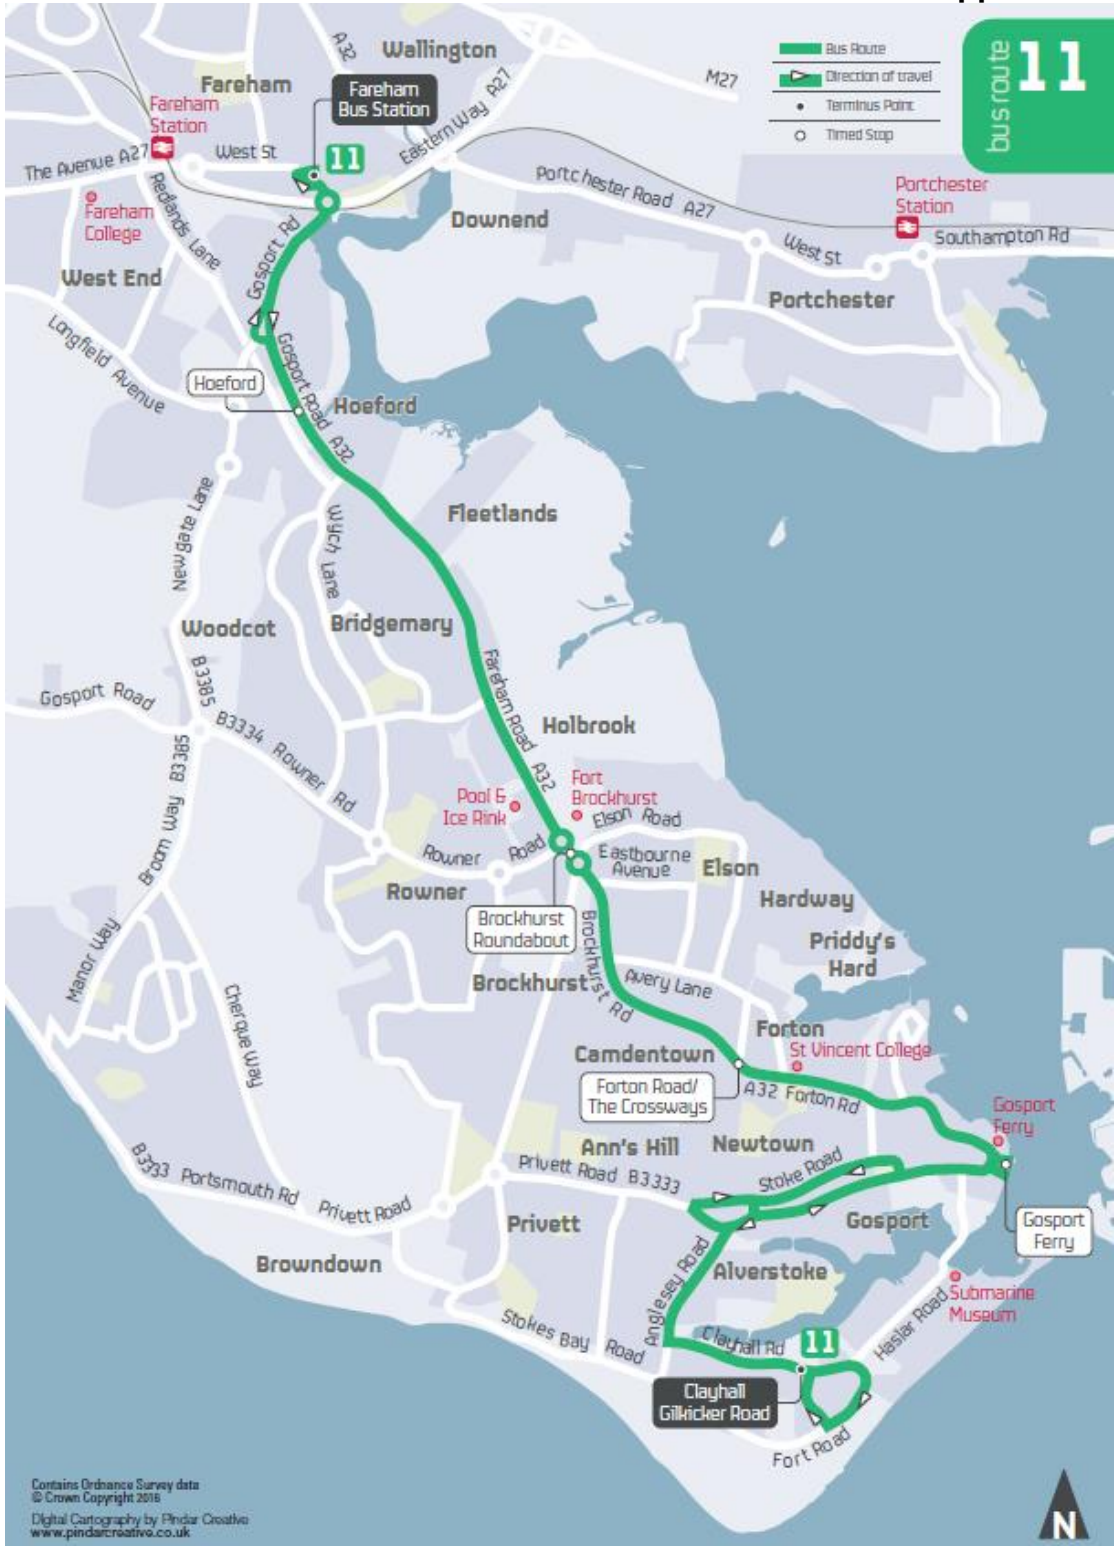 bus route
11
Bus Route
Direction of travel
Terminus Point
Timed Stop
A32
Wallington
M27
Fareham
Fareham
Bus Station
Eastern Way A27
Fareham
Station
The Avenue A27
West St
11
Portchester Road A27
Portchester
Station
Southampton Rd
West St
Portchester
Fareham
College
Redlands Lane
Downend
West End
Gosport Rd
Longfield Avenue
Hoeford
Gosport Road A32
Hoeford
Newgate Lane
Wych Lane
Fleetlands
Woodcot
Bridgemary
B3385
Gosport Road
B3334 Rowner Rd
Fareham Road A32
Holbrook
Broom Way B3385
Pool &
Ice Rink
Fort
Brockhurst
Elson Road
Rowner Road
Eastbourne
Avenue
Elson
Rowner
Hardway
Brockhurst
Roundabout
Priddy's
Hard
Manor Way
Brockhurst
Brockhurst Rd
Avery Lane
Cherque Way
Forton
St Vincent College
Camdentown
Forton Road/
The Crossways
A32 Forton Rd
Gosport
Ferry
Ann's Hill
Newtown
B3333 Portsmouth Rd
Privett Road
Privett Road B3333
Stoke Road
Privett
Gosport
Gosport
Ferry
Browndown
Anglesey Road
Alverstoke
Submarine
Museum
Haslar Road
Stokes Bay Road
Clayhall Rd
11
Clayhall
Gilkicker Road
Fort Road
Contains Ordnance Survey data
© Crown Copyright 2016
Digital Cartography by Pindar Creative
www.pindarcreative.co.uk
N